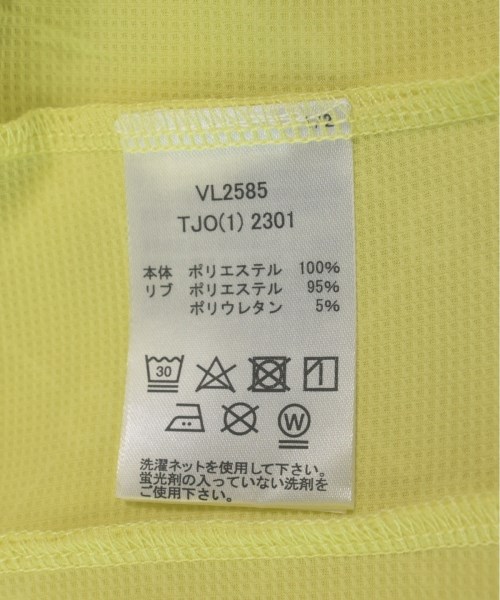 1/2
VL2585
TJO(1) 2301
本体 ポリエステル 100%
リブ ポリエステル 95%
ポリウレタン 5%
30
W
洗濯ネットを使用して下さい。
蛍光剤の入っていない洗剤を
ご使用下さい。